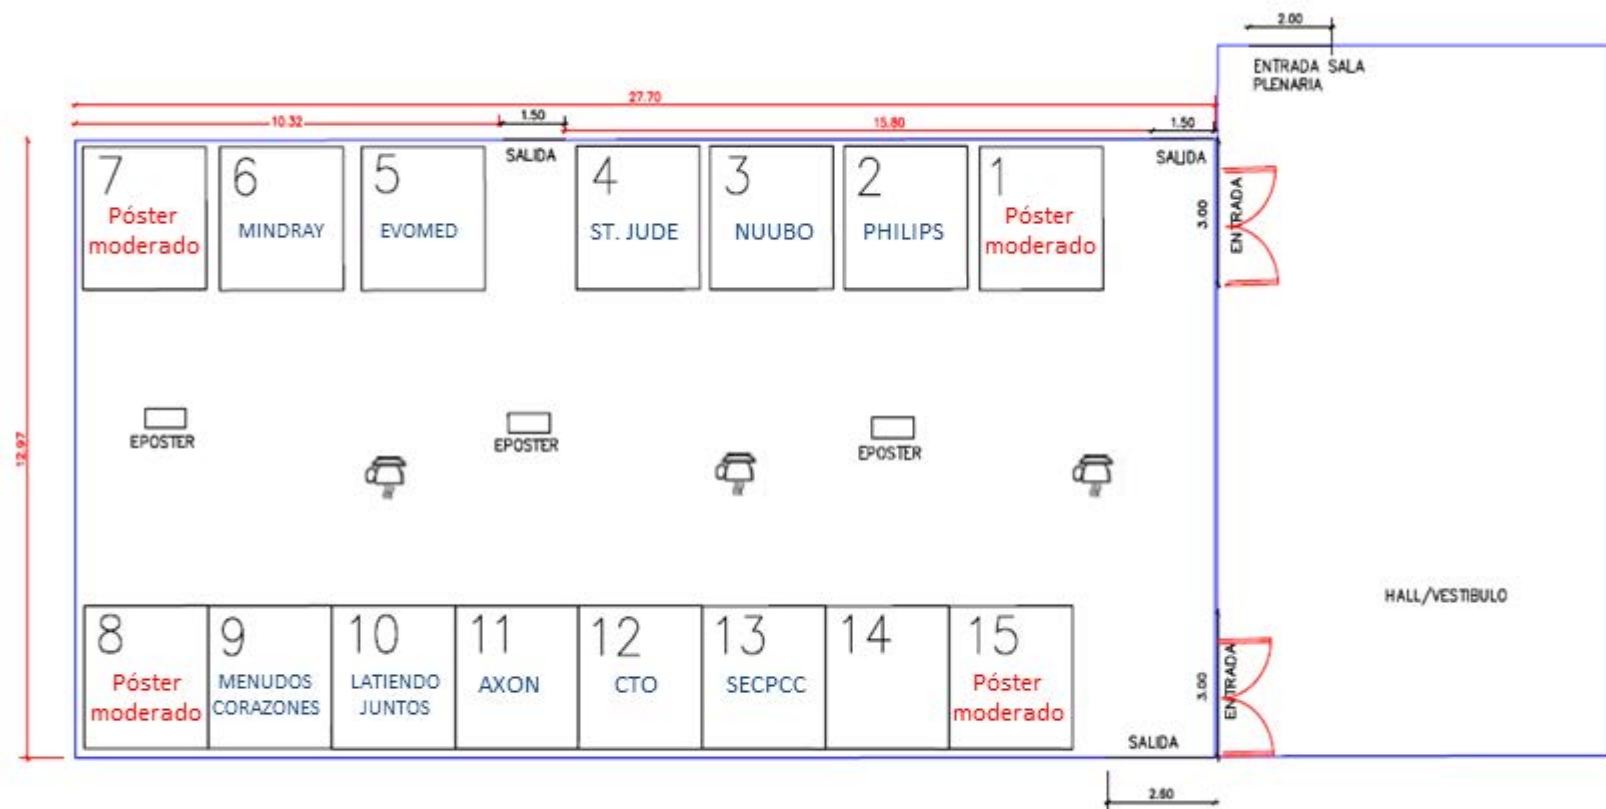 2.00
ENTRADA SALA
PLENARIA
27.70
10.32
1.50
15.80
1.50
SALIDA
SALIDA
7
Póster
moderado
6
MINDRAY
5
EVOMED
4
ST. JUDE
3
NUUBO
2
PHILIPS
1
Póster
moderado
3.00
ENTRADA
12.97
EPOSTER
EPOSTER
EPOSTER
HALL/VESTIBULO
8
Póster
moderado
9
MENUDOS
CORAZONES
10
LATIENDO
JUNTOS
11
AXON
12
CTO
13
SECPCC
14
15
Póster
moderado
3.00
ENTRADA
SALIDA
2.60